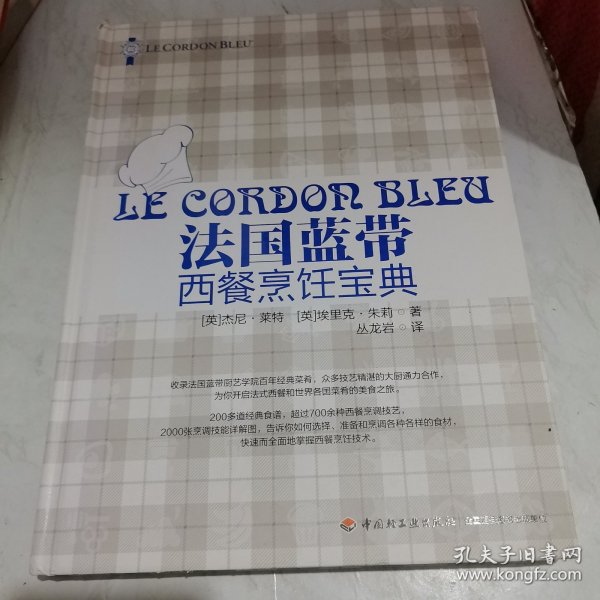 LE CORDON BLEU®
LE CORDON BLEU
法国蓝带
西餐烹饪宝典
[英]杰尼·莱特 [英]埃里克·朱莉 ○ 著
丛龙岩 ○ 译
收录法国蓝带厨艺学院百年经典菜肴，众多技艺精湛的大厨通力合作，
为你开启法式西餐和世界各国菜肴的美食之旅。
200多道经典食谱，超过700余种西餐烹调技艺，
2000张烹调技能详解图，告诉你如何选择、准备和烹调各种各样的食材，
快速而全面地掌握西餐烹饪技术。
中国轻工业出版社
孔夫子旧书网
www.kongfz.com